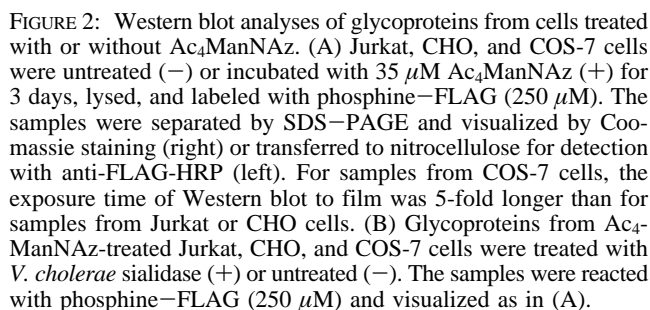 FIGURE 2: Western blot analyses of glycoproteins from cells treated
with or without Ac₄ManNAz. (A) Jurkat, CHO, and COS-7 cells
were untreated (−) or incubated with 35 μM Ac₄ManNAz (+) for
3 days, lysed, and labeled with phosphine−FLAG (250 μM). The
samples were separated by SDS−PAGE and visualized by Coo-
massie staining (right) or transferred to nitrocellulose for detection
with anti-FLAG-HRP (left). For samples from COS-7 cells, the
exposure time of Western blot to film was 5-fold longer than for
samples from Jurkat or CHO cells. (B) Glycoproteins from Ac₄-
ManNAz-treated Jurkat, CHO, and COS-7 cells were treated with
V. cholerae sialidase (+) or untreated (−). The samples were reacted
with phosphine−FLAG (250 μM) and visualized as in (A).